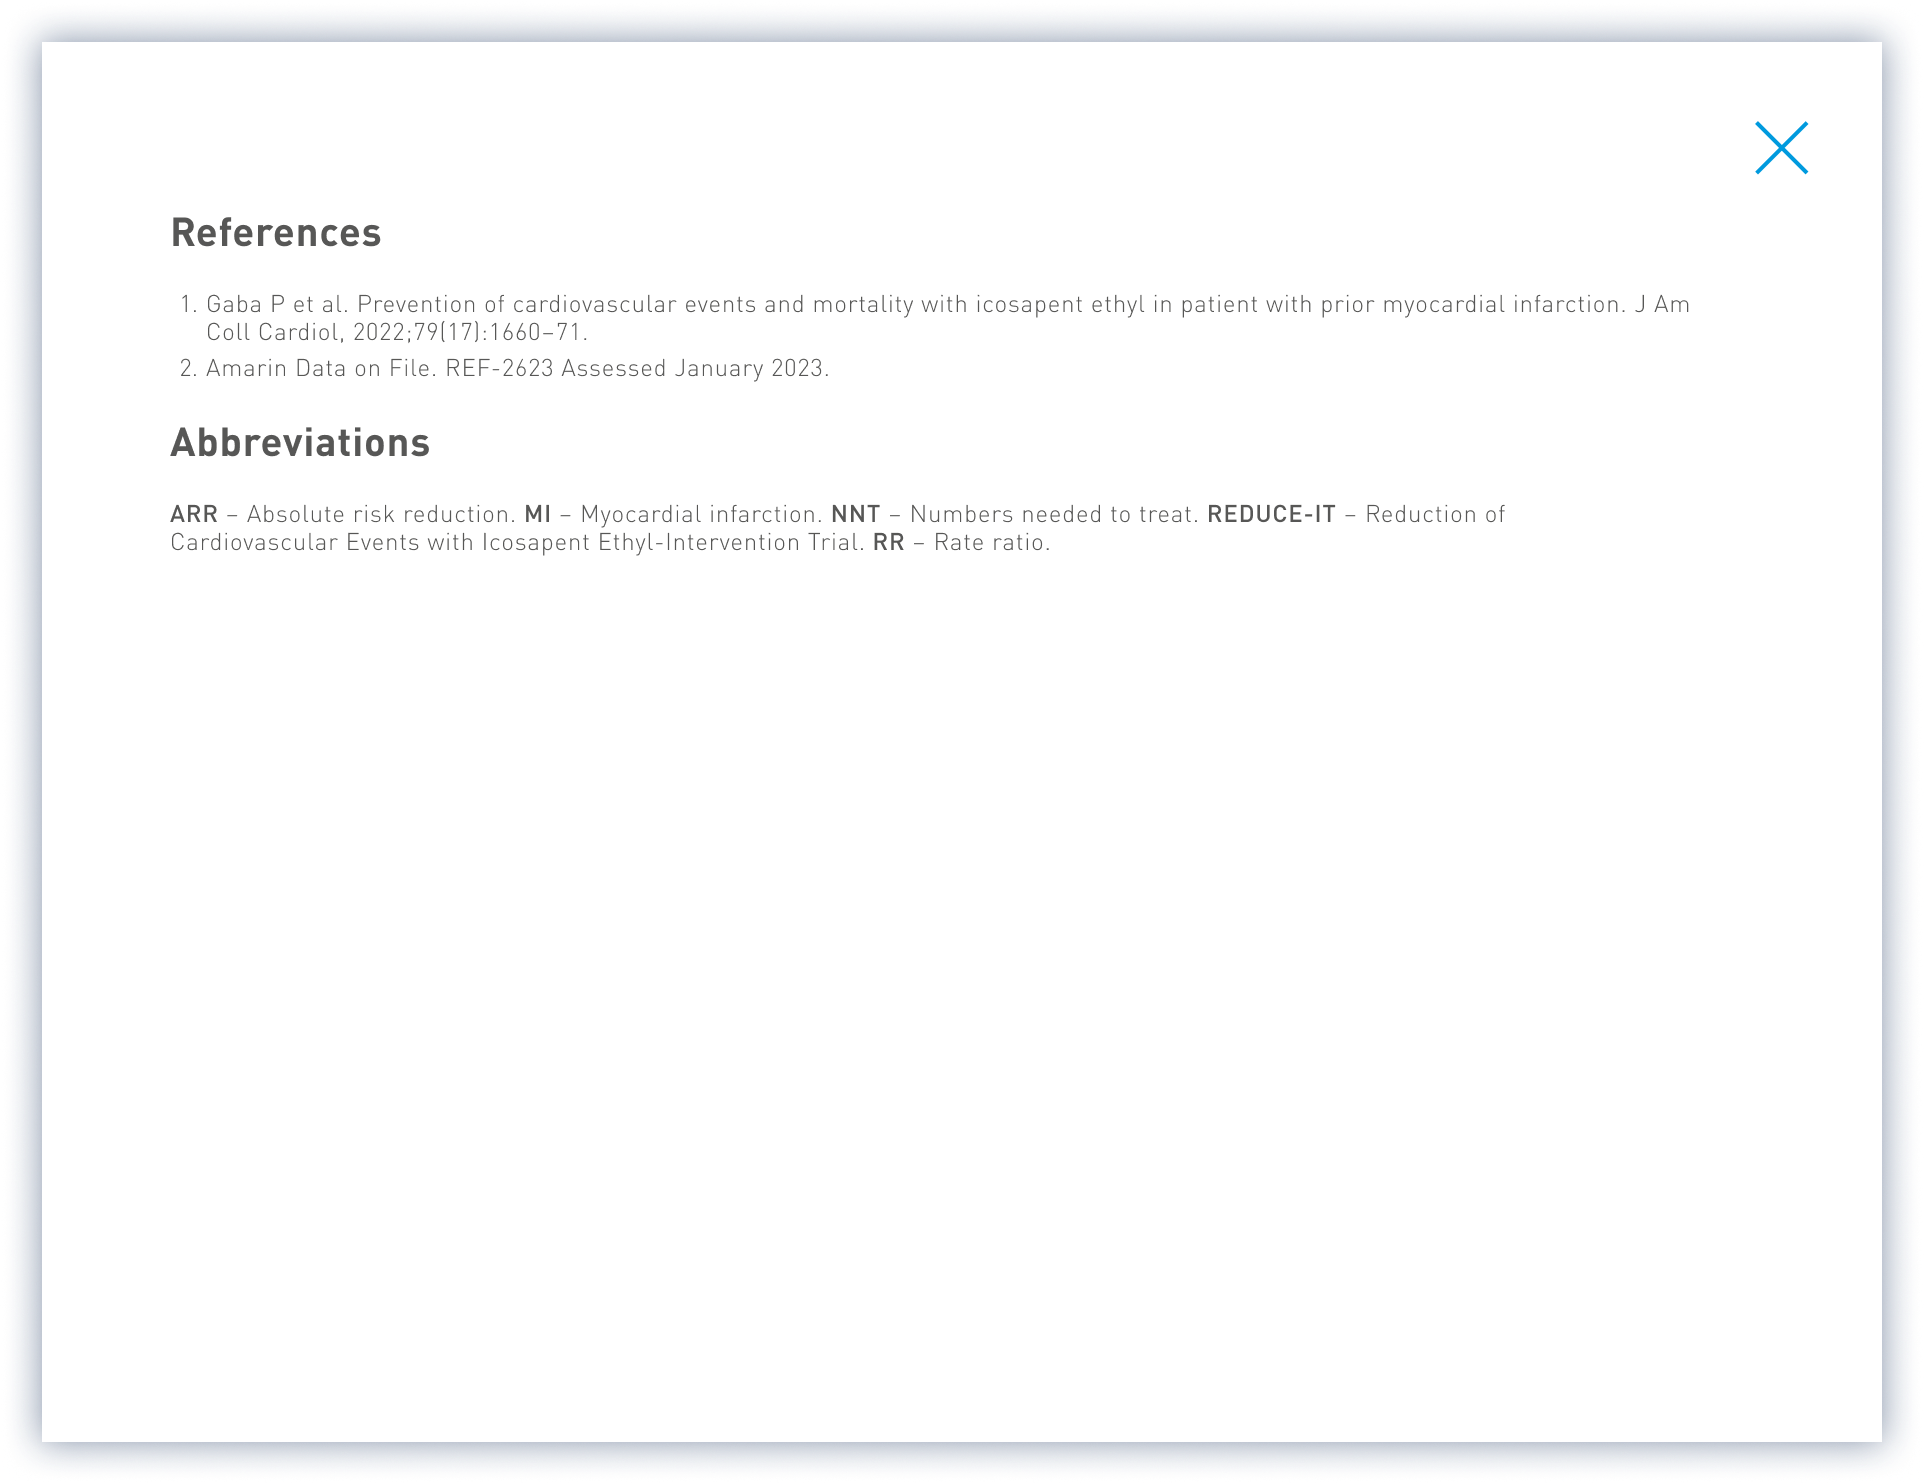 References
1. Gaba P et al. Prevention of cardiovascular events and mortality with icosapent ethyl in patient with prior myocardial infarction. J Am
Coll Cardiol, 2022;79(17):1660–71.
2. Amarin Data on File. REF-2623 Assessed January 2023.
Abbreviations
ARR – Absolute risk reduction. MI – Myocardial infarction. NNT – Numbers needed to treat. REDUCE-IT – Reduction of
Cardiovascular Events with Icosapent Ethyl-Intervention Trial. RR – Rate ratio.